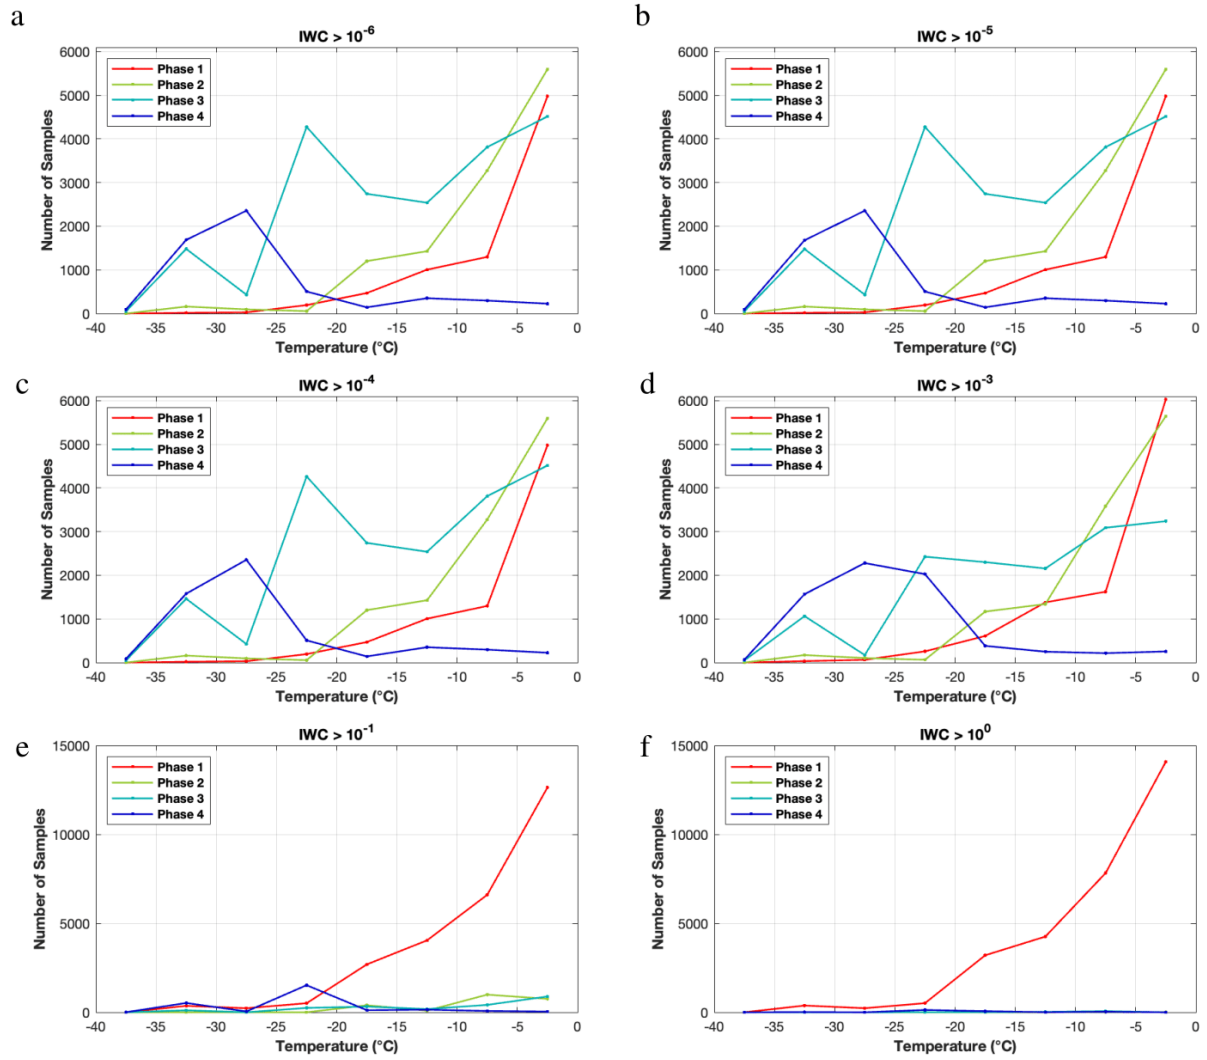 a
IWC > 10^-6
6000
5000
4000
3000
2000
1000
0
Number of Samples
Phase 1
Phase 2
Phase 3
Phase 4
-40 -35 -30 -25 -20 -15 -10 -5 0
Temperature (°C)
b
IWC > 10^-5
6000
5000
4000
3000
2000
1000
0
Number of Samples
Phase 1
Phase 2
Phase 3
Phase 4
-40 -35 -30 -25 -20 -15 -10 -5 0
Temperature (°C)
c
IWC > 10^-4
6000
5000
4000
3000
2000
1000
0
Number of Samples
Phase 1
Phase 2
Phase 3
Phase 4
-40 -35 -30 -25 -20 -15 -10 -5 0
Temperature (°C)
d
IWC > 10^-3
6000
5000
4000
3000
2000
1000
0
Number of Samples
Phase 1
Phase 2
Phase 3
Phase 4
-40 -35 -30 -25 -20 -15 -10 -5 0
Temperature (°C)
e
IWC > 10^-1
15000
10000
5000
0
Number of Samples
Phase 1
Phase 2
Phase 3
Phase 4
-40 -35 -30 -25 -20 -15 -10 -5 0
Temperature (°C)
f
IWC > 10^0
15000
10000
5000
0
Number of Samples
Phase 1
Phase 2
Phase 3
Phase 4
-40 -35 -30 -25 -20 -15 -10 -5 0
Temperature (°C)